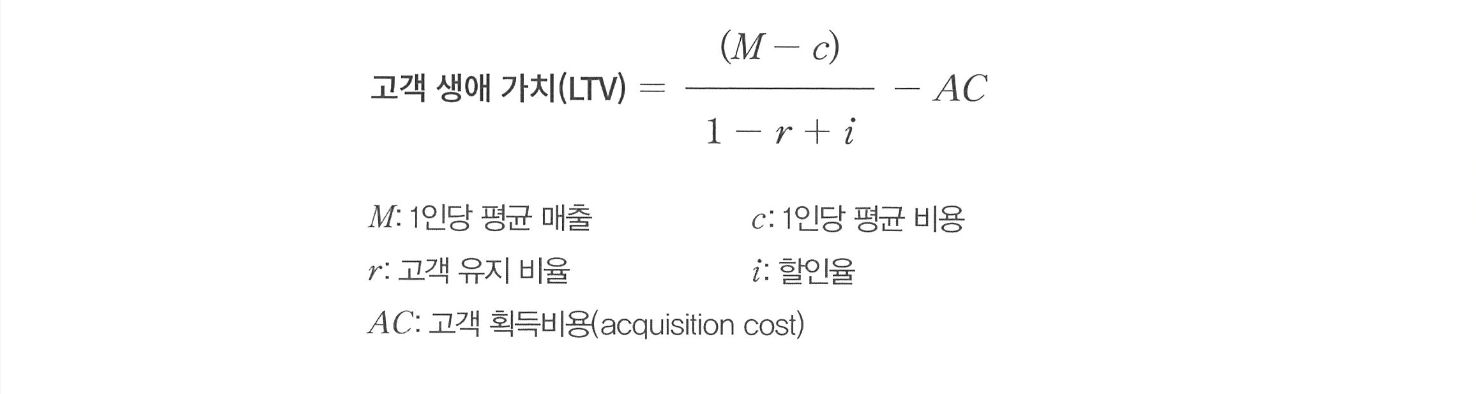 (M − c)
고객 생애 가치(LTV) = ──── − AC
1 − r + i
M: 1인당 평균 매출 c: 1인당 평균 비용
r: 고객 유지 비율 i: 할인율
AC: 고객 획득비용(acquisition cost)